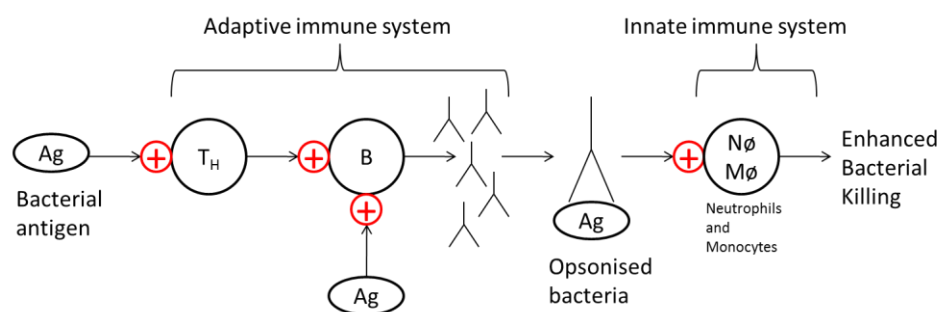 Adaptive immune system
Innate immune system
Ag
+
T_H
+
B
+
Ag
Bacterial
antigen
Ag
Opsonised
bacteria
+
Nø
Mø
Neutrophils
and
Monocytes
Enhanced
Bacterial
Killing